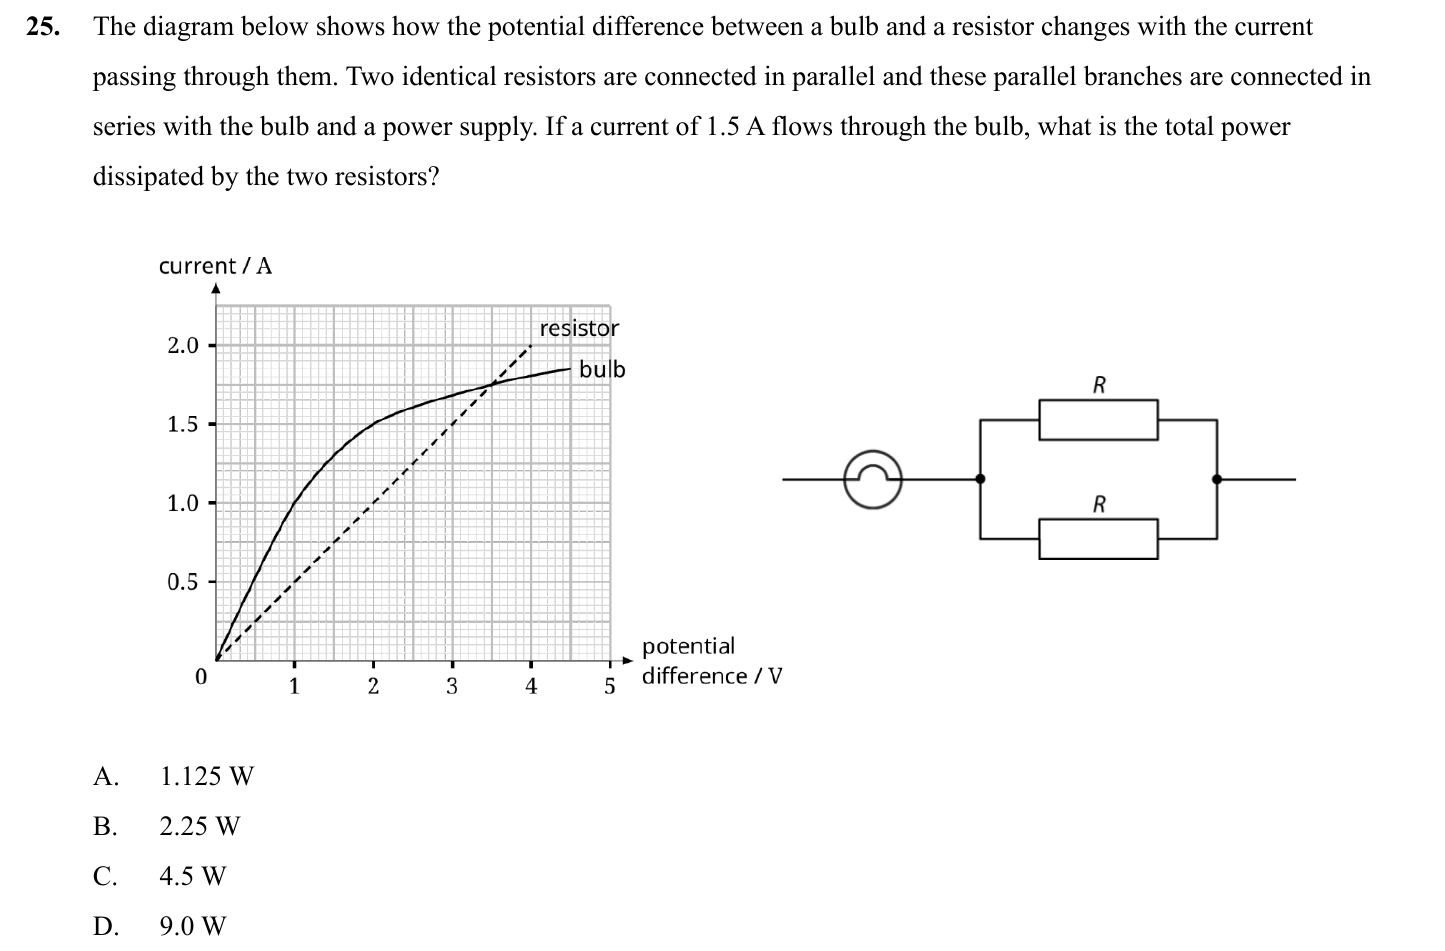 25. The diagram below shows how the potential difference between a bulb and a resistor changes with the current
passing through them. Two identical resistors are connected in parallel and these parallel branches are connected in
series with the bulb and a power supply. If a current of 1.5 A flows through the bulb, what is the total power
dissipated by the two resistors?
current / A
resistor
2.0
bulb
1.5
1.0
0.5
0
1 2 3 4 5
potential
difference / V
R
R
A. 1.125 W
B. 2.25 W
C. 4.5 W
D. 9.0 W